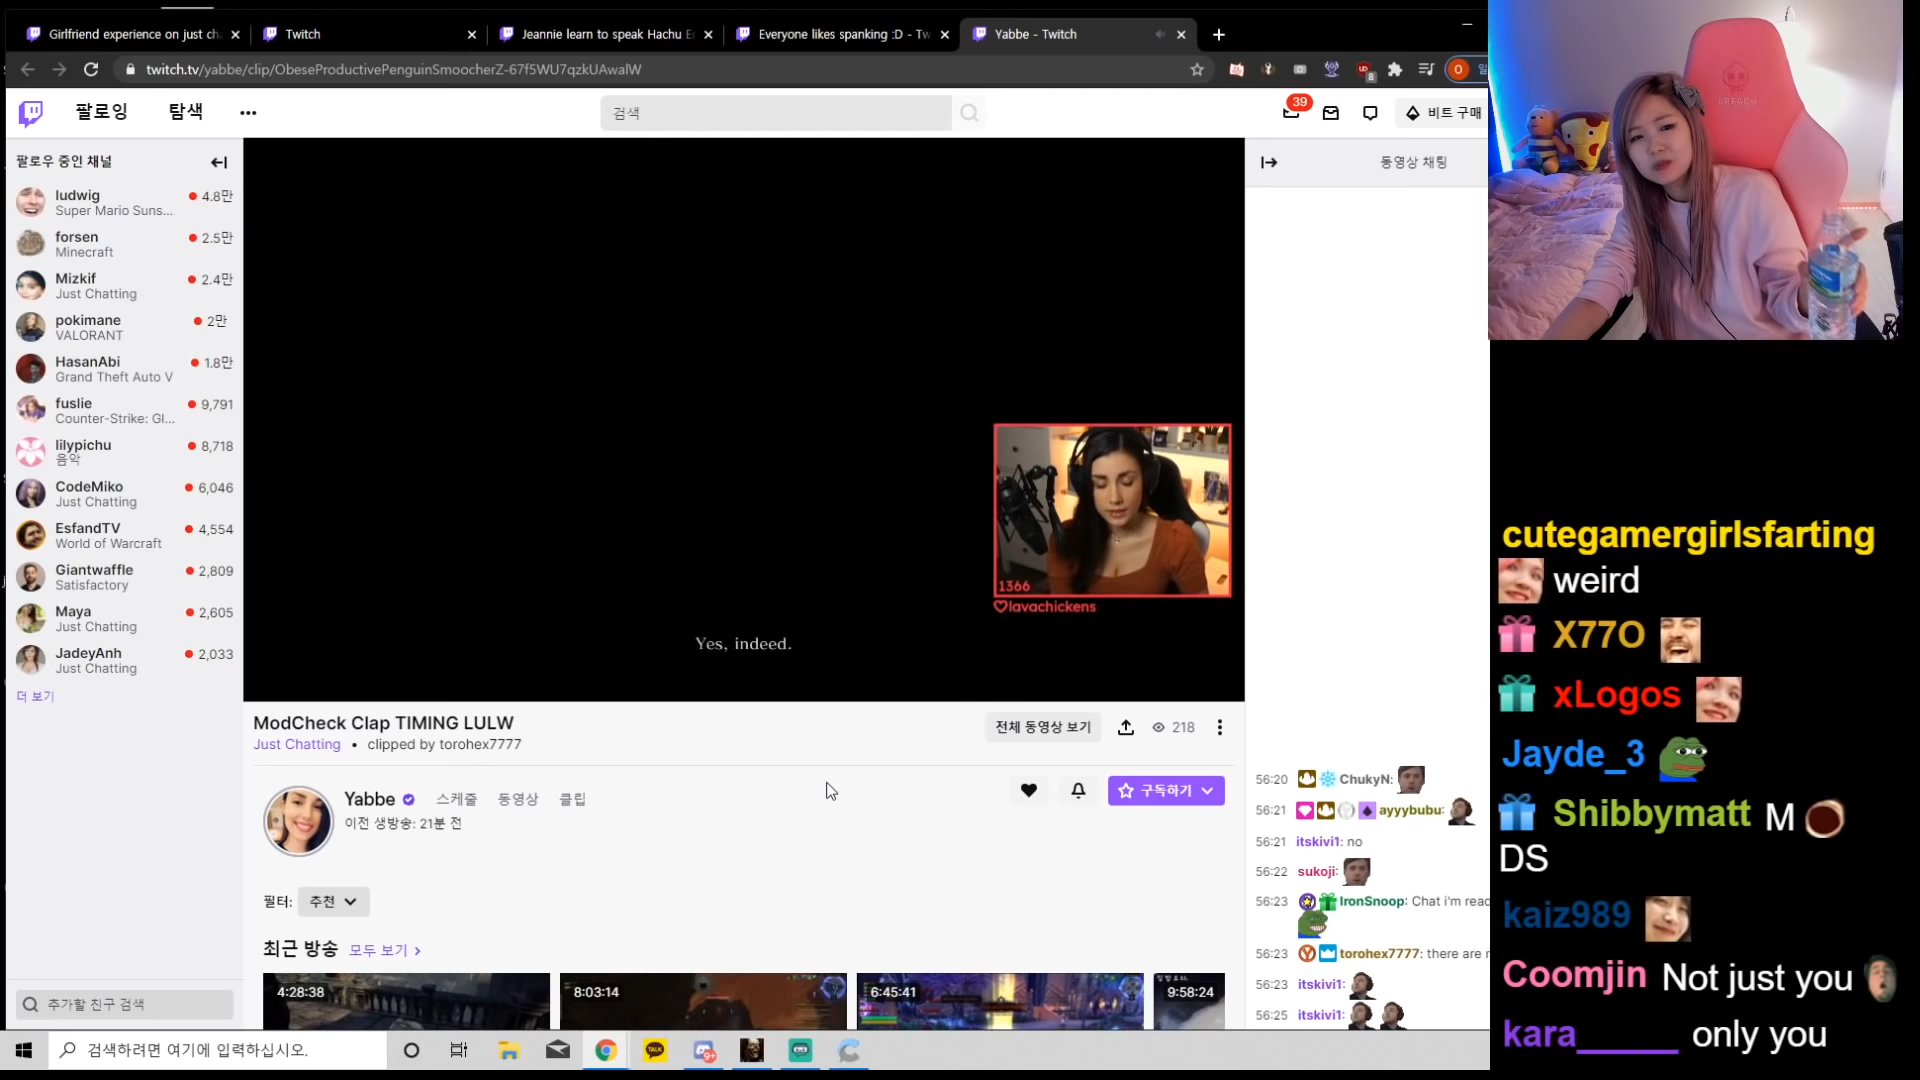 Girlfriend experience on just ch
Twitch
Jeannie learn to speak Hachu E
Everyone likes spanking :D - Tw
Yabbe - Twitch
twitch.tv/yabbe/clip/ObeseProductivePenguinSmoocherZ-67f5WU7qzkUAwalW
8
O
팔로잉
탐색
검색
39
비트 구매
팔로우 중인 채널
ludwig
4.8만
Super Mario Suns...
forsen
2.5만
Minecraft
Mizkif
2.4만
Just Chatting
pokimane
2만
VALORANT
HasanAbi
1.8만
Grand Theft Auto V
fuslie
9,791
Counter-Strike: Gl...
lilypichu
8,718
음악
CodeMiko
6,046
Just Chatting
EsfandTV
4,554
World of Warcraft
Giantwaffle
2,809
Satisfactory
Maya
2,605
Just Chatting
JadeyAnh
2,033
Just Chatting
더 보기
추가할 친구 검색
1366
lavachickens
Yes, indeed.
ModCheck Clap TIMING LULW
Just Chatting • clipped by torohex7777
전체 동영상 보기
218
Yabbe
스케줄
동영상
클립
이전 생방송: 21분 전
구독하기
필터:
추천
최근 방송
모두 보기
4:28:38
8:03:14
6:45:41
9:58:24
동영상 채팅
56:20 ChukyN:
56:21 ayyybubu:
56:21 itskivi1: no
56:22 sukoji:
56:23 IronSnoop: Chat i'm read
56:23 torohex7777: there are
56:23 itskivi1:
56:25 itskivi1:
검색하려면 여기에 입력하십시오.
TALK
9+
cutegamergirlsfarting
weird
X77O
xLogos
Jayde_3
Shibbymatt M
DS
kaiz989
Coomjin Not just you
kara_____ only you